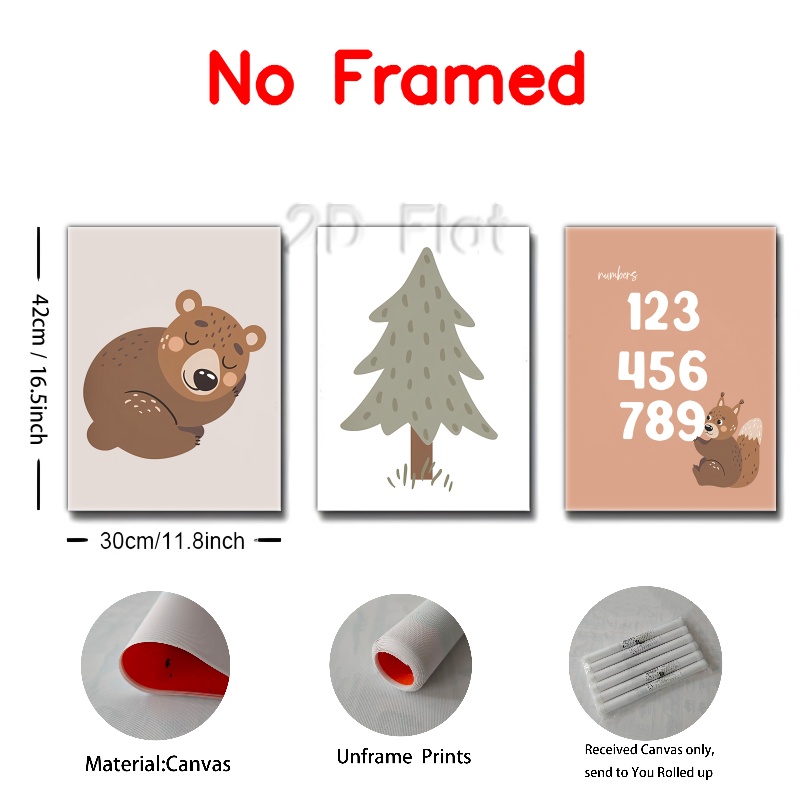 No Framed
2D Flat
numbers
123
456
789
42cm / 16.5inch
30cm/11.8inch
Material:Canvas
Unframe Prints
Received Canvas only,
send to You Rolled up